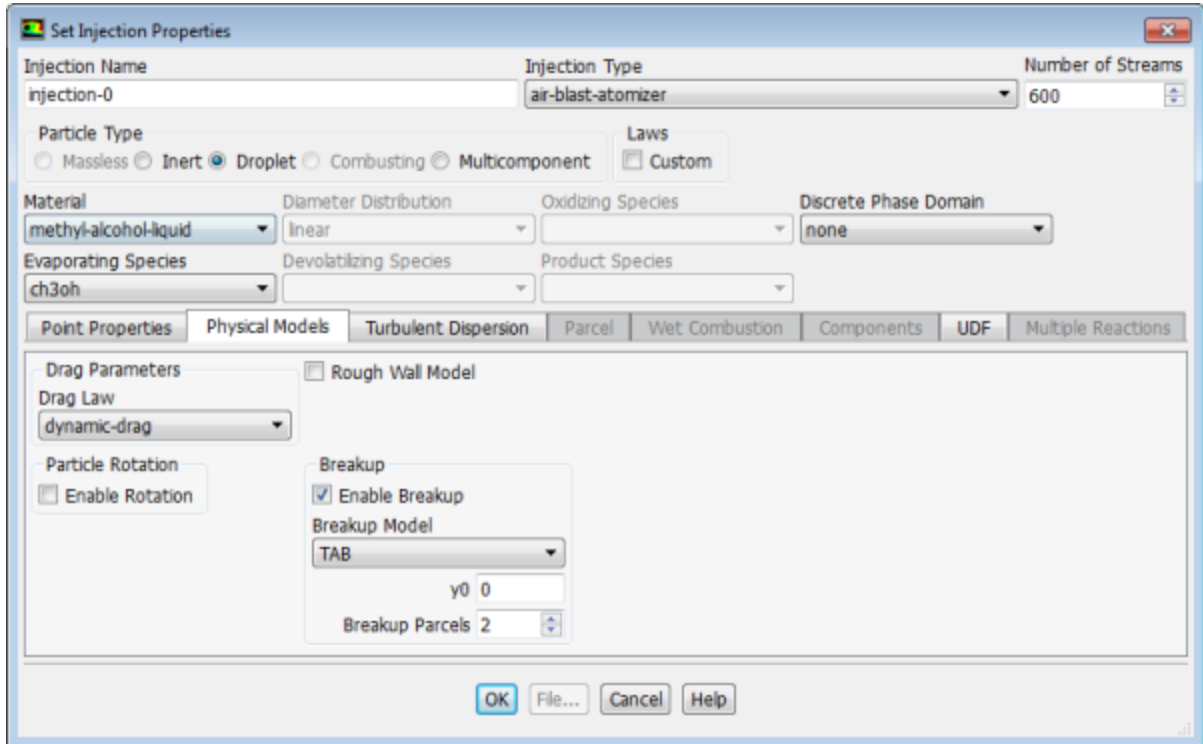 Set Injection Properties
Injection Name Injection Type Number of Streams
injection-0 air-blast-atomizer 600
Particle Type Laws
Massless Inert Droplet Combusting Multicomponent Custom
Material Diameter Distribution Oxidizing Species Discrete Phase Domain
methyl-alcohol-liquid linear none
Evaporating Species Devolatilizing Species Product Species
ch3oh
Point Properties Physical Models Turbulent Dispersion Parcel Wet Combustion Components UDF Multiple Reactions
Drag Parameters Rough Wall Model
Drag Law
dynamic-drag
Particle Rotation Breakup
Enable Rotation Enable Breakup
Breakup Model
TAB
y0 0
Breakup Parcels 2
OK File... Cancel Help